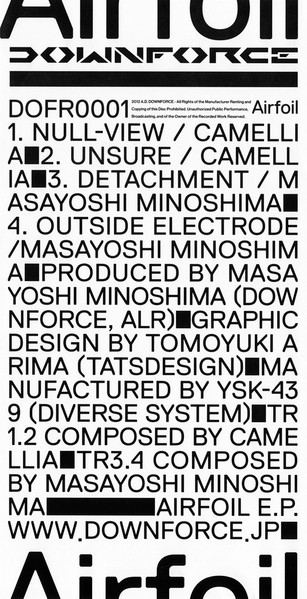 Airfoil
DOWNFORCE
DOFR0001
2012 A.D. DOWNFORCE - All Rights of the Manufacturer Renting and
Copying of this Disc Prohibited. Unauthorized Public Performance,
Broadcasting, and of the Owner of the Recorded Work Reserved.
Airfoil
1. NULL-VIEW / CAMELLI
A■2. UNSURE / CAMELL
IA■3. DETACHMENT / M
ASAYOSHI MINOSHIMA■
4. OUTSIDE ELECTRODE
/MASAYOSHI MINOSHIM
A■PRODUCED BY MASA
YOSHI MINOSHIMA (DOW
NFORCE, ALR)■GRAPHIC
DESIGN BY TOMOYUKI A
RIMA (TATSDESIGN)■MA
NUFACTURED BY YSK-43
9 (DIVERSE SYSTEM)■TR
1.2 COMPOSED BY CAME
LLIA■TR3.4 COMPOSED
BY MASAYOSHI MINOSHI
MA■AIRFOIL E.P.
WWW.DOWNFORCE.JP■
Airfoil